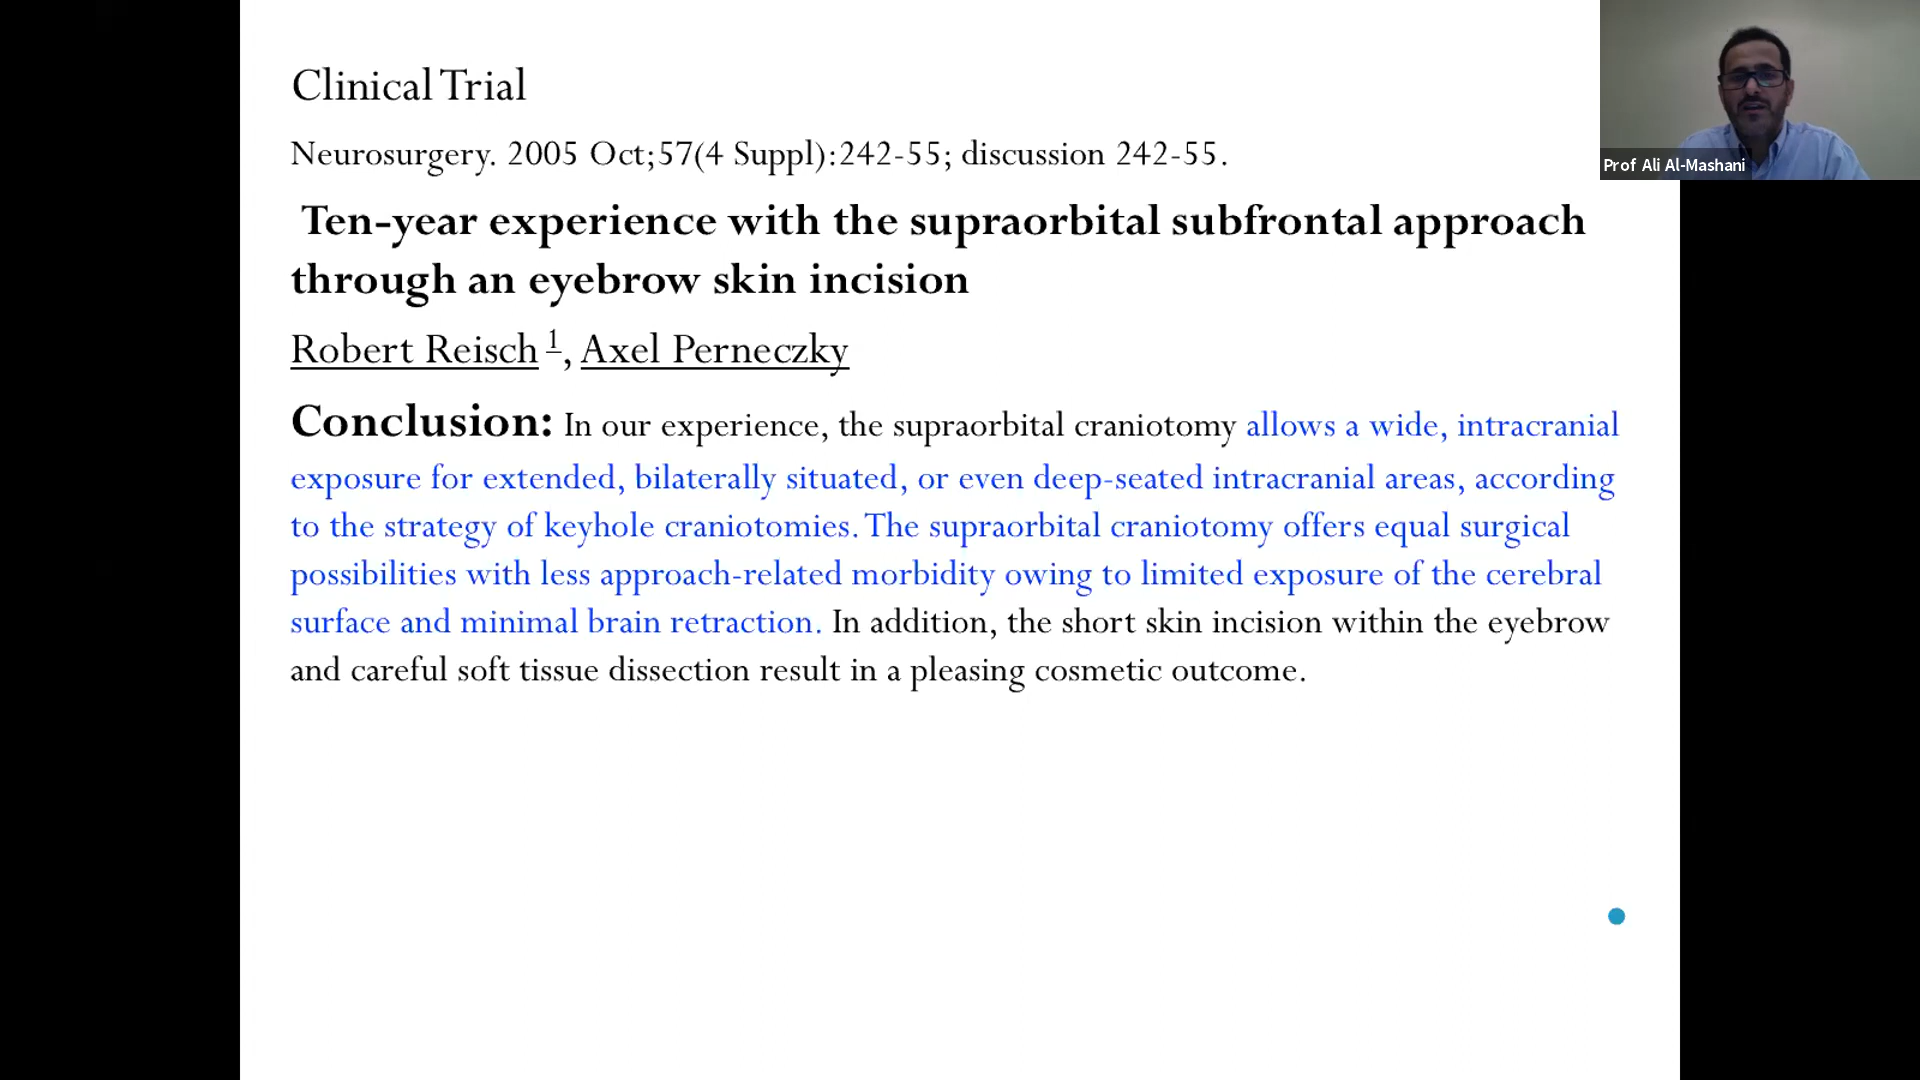 Clinical Trial
Neurosurgery. 2005 Oct;57(4 Suppl):242-55; discussion 242-55.
Ten-year experience with the supraorbital subfrontal approach
through an eyebrow skin incision
Robert Reisch 1, Axel Perneczky
Conclusion: In our experience, the supraorbital craniotomy allows a wide, intracranial
exposure for extended, bilaterally situated, or even deep-seated intracranial areas, according
to the strategy of keyhole craniotomies. The supraorbital craniotomy offers equal surgical
possibilities with less approach-related morbidity owing to limited exposure of the cerebral
surface and minimal brain retraction. In addition, the short skin incision within the eyebrow
and careful soft tissue dissection result in a pleasing cosmetic outcome.
Prof Ali Al-Mashani